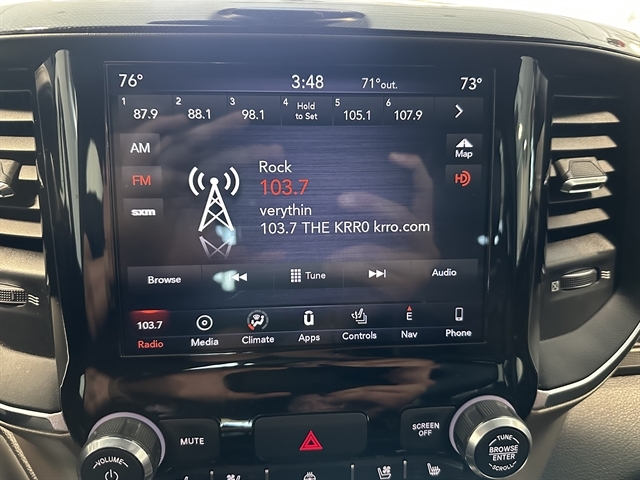 76° 3:48 71°out. 73°
1 87.9 2 88.1 3 98.1 4 Hold to Set 5 105.1 6 107.9
AM
Map
FM
HD
sxm
Rock
103.7
verythin
103.7 THE KRR0 krro.com
Browse Tune Audio
103.7 E
Radio Media Climate Apps Controls Nav Phone
MUTE
SCREEN OFF
VOLUME
TUNE
BROWSE
ENTER
SCROLL